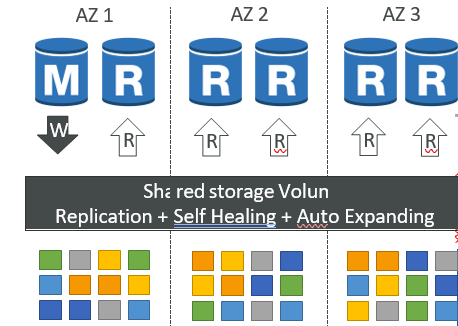 AZ 1 AZ 2 AZ 3
M R R R R R
W R R R R R
Shared storage Volun
Replication + Self Healing + Auto Expanding